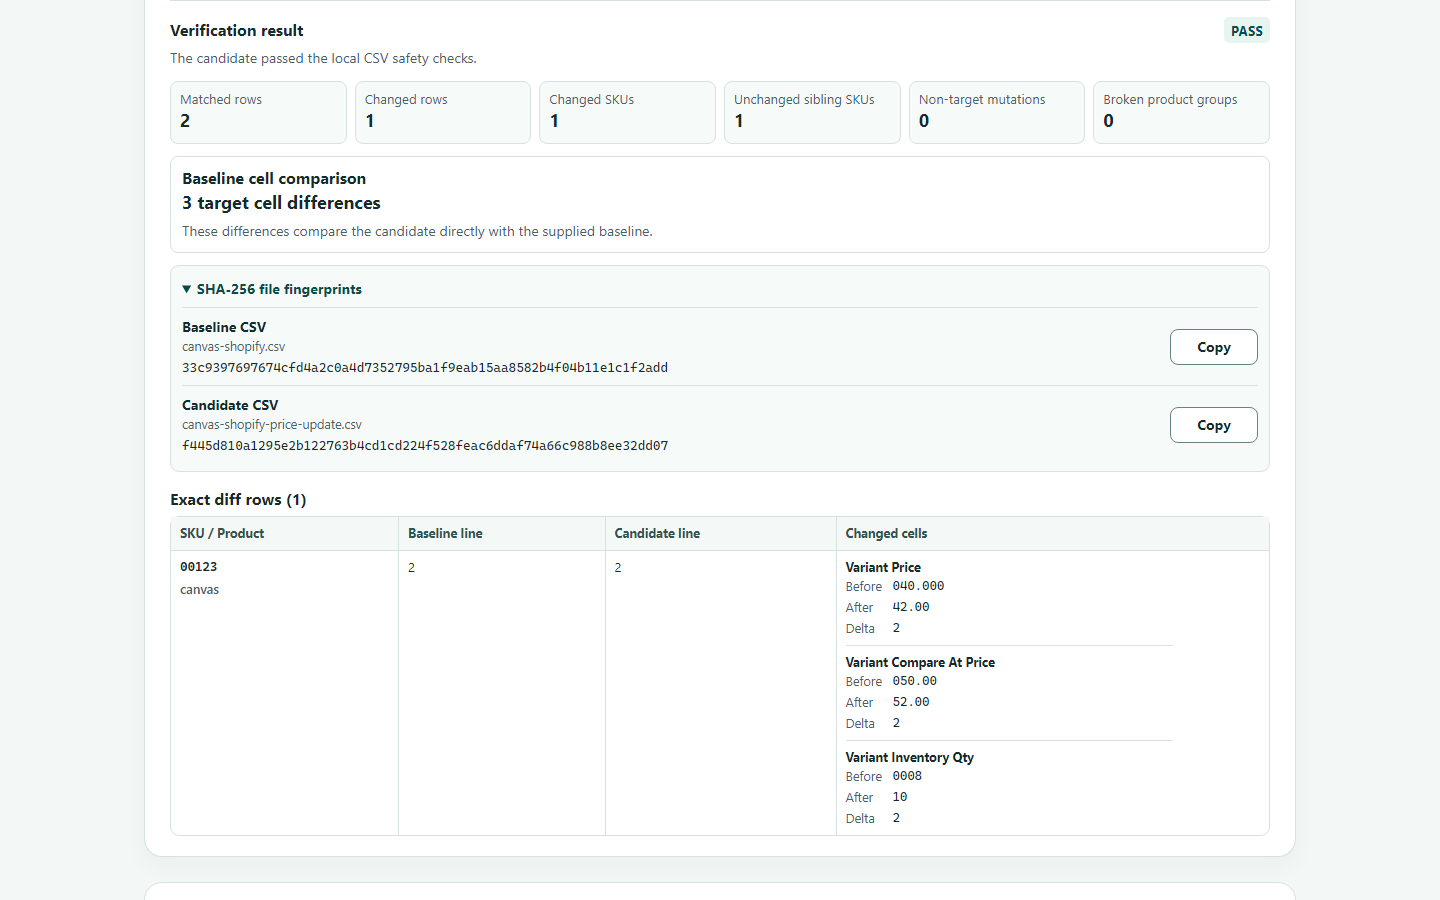 Verification result
PASS
The candidate passed the local CSV safety checks.
Matched rows
2
Changed rows
1
Changed SKUs
1
Unchanged sibling SKUs
1
Non-target mutations
0
Broken product groups
0
Baseline cell comparison
3 target cell differences
These differences compare the candidate directly with the supplied baseline.
▼ SHA-256 file fingerprints
Baseline CSV
canvas-shopify.csv
33c9397697674cfd4a2c0a4d7352795ba1f9eab15aa8582b4f04b11e1c1f2add
Copy
Candidate CSV
canvas-shopify-price-update.csv
f445d810a1295e2b122763b4cd1cd224f528feac6ddaf74a66c988b8ee32dd07
Copy
Exact diff rows (1)
SKU / Product
Baseline line
Candidate line
Changed cells
00123
canvas
2
2
Variant Price
Before 040.000
After 42.00
Delta 2
Variant Compare At Price
Before 050.00
After 52.00
Delta 2
Variant Inventory Qty
Before 0008
After 10
Delta 2